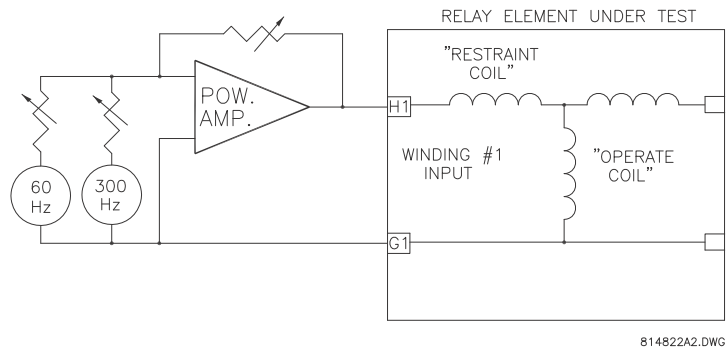 RELAY ELEMENT UNDER TEST
"RESTRAINT
COIL"
POW.
AMP.
H1
WINDING #1
INPUT
"OPERATE
COIL"
60
Hz
300
Hz
G1
814822A2.DWG